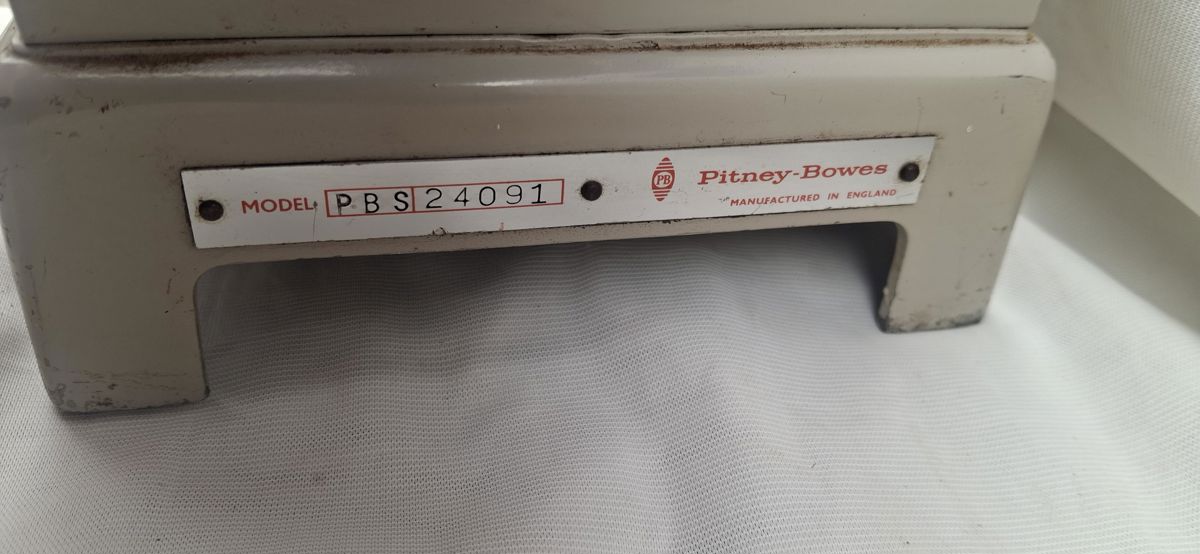 MODEL PBS 24091
PB Pitney-Bowes
MANUFACTURED IN ENGLAND